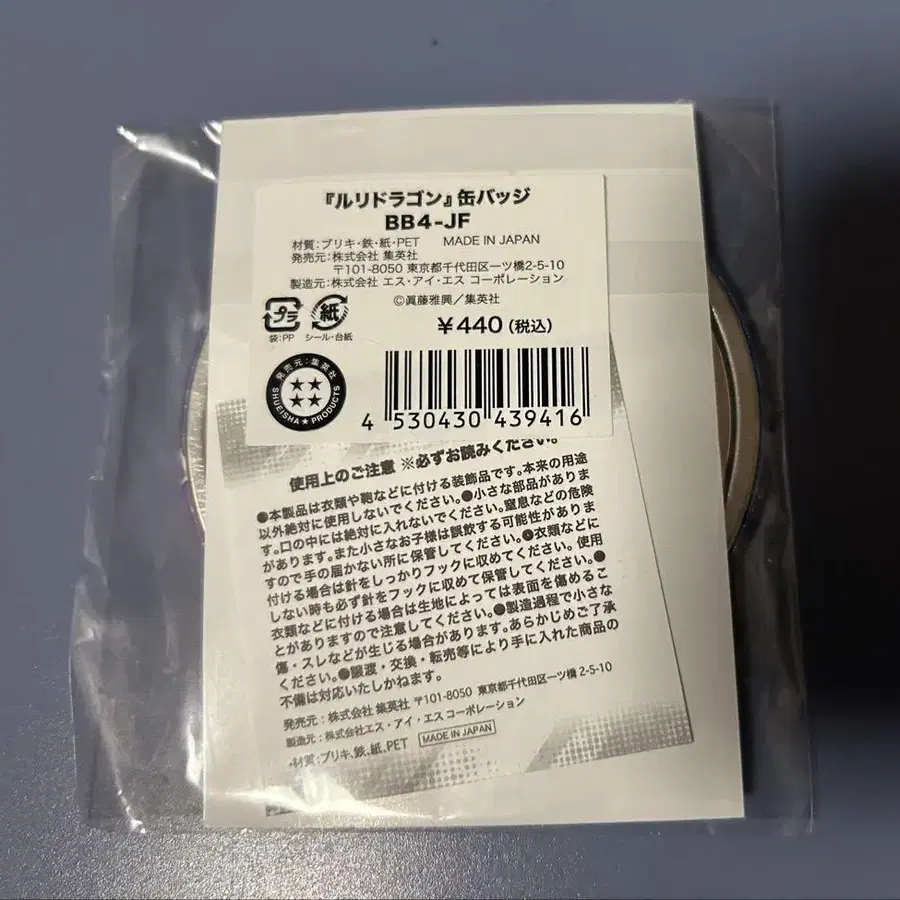 『ルリドラゴン』缶バッジ
BB4-JF
材質:ブリキ・鉄・紙・PET MADE IN JAPAN
発売元:株式会社 集英社
〒101-8050 東京都千代田区一ツ橋2-5-10
製造元:株式会社 エス・アイ・エス コーポレーション
©眞藤雅興／集英社
プラ
紙
袋:PP シール・台紙
¥440(税込)
発売元:集英社
SHUEISHA★PRODUCTS
4 530430 439416
使用上のご注意 ※必ずお読みください。
●本製品は衣類や鞄などに付ける装飾品です。本来の用途
以外絶対に使用しないでください。●小さな部品がありま
す。口の中には絶対に入れないでください。窒息などの危険
があります。また小さなお子様は誤飲する可能性がありま
すので手の届かない所に保管してください。●衣類などに
付ける場合は針をしっかりフックに収めてください。使用
しない時も必ず針をフックに収めて保管してください。●
衣類などに付ける場合は生地によっては表面を傷めるこ
とがありますので注意してください。●製造過程で小さな
傷・スレなどが生じる場合があります。あらかじめご了承
ください。●譲渡・交換・転売等により手に入れた商品の
不備は対応いたしかねます。
発売元:株式会社 集英社 〒101-8050 東京都千代田区一ツ橋 2-5-10
製造元:株式会社エス・アイ・エス コーポレーション
材質:ブリキ,鉄,紙,PET MADE IN JAPAN